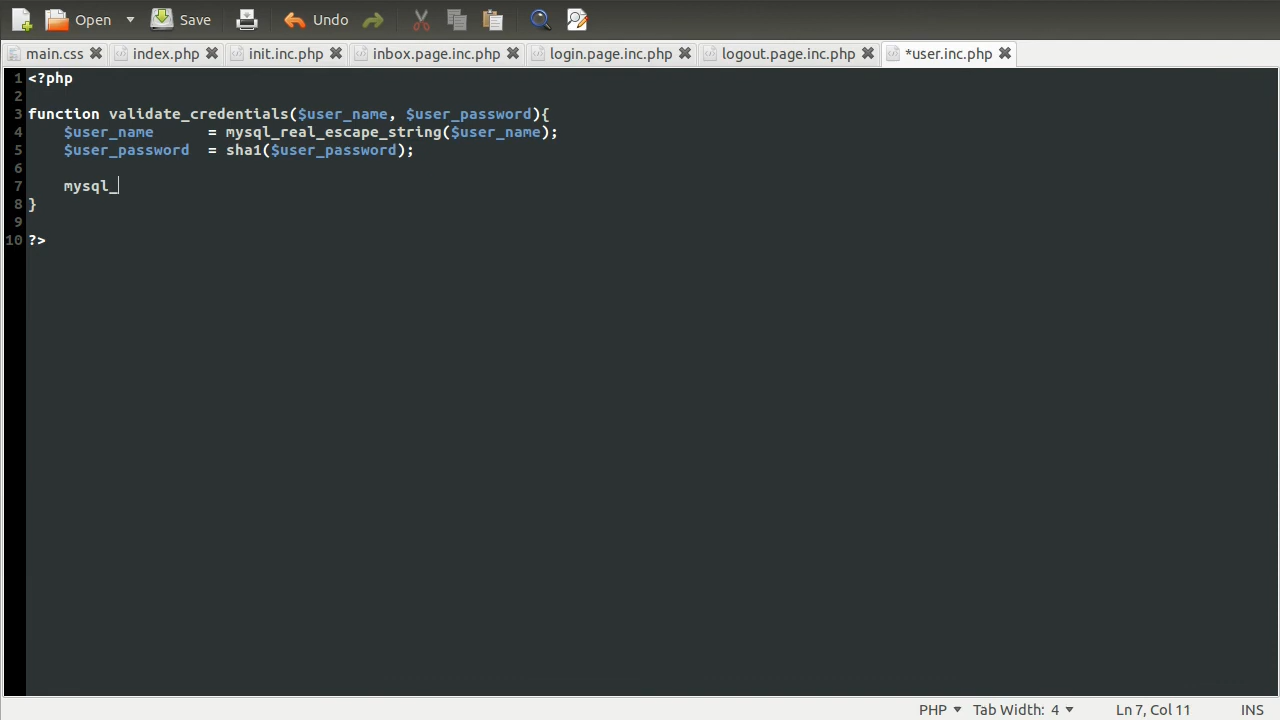 Open Save Undo
main.css index.php init.inc.php inbox.page.inc.php login.page.inc.php logout.page.inc.php *user.inc.php
1 <?php
2
3 function validate_credentials($user_name, $user_password){
4     $user_name      = mysql_real_escape_string($user_name);
5     $user_password  = sha1($user_password);
6
7     mysql_
8 }
9
10 ?>
PHP Tab Width: 4 Ln 7, Col 11 INS